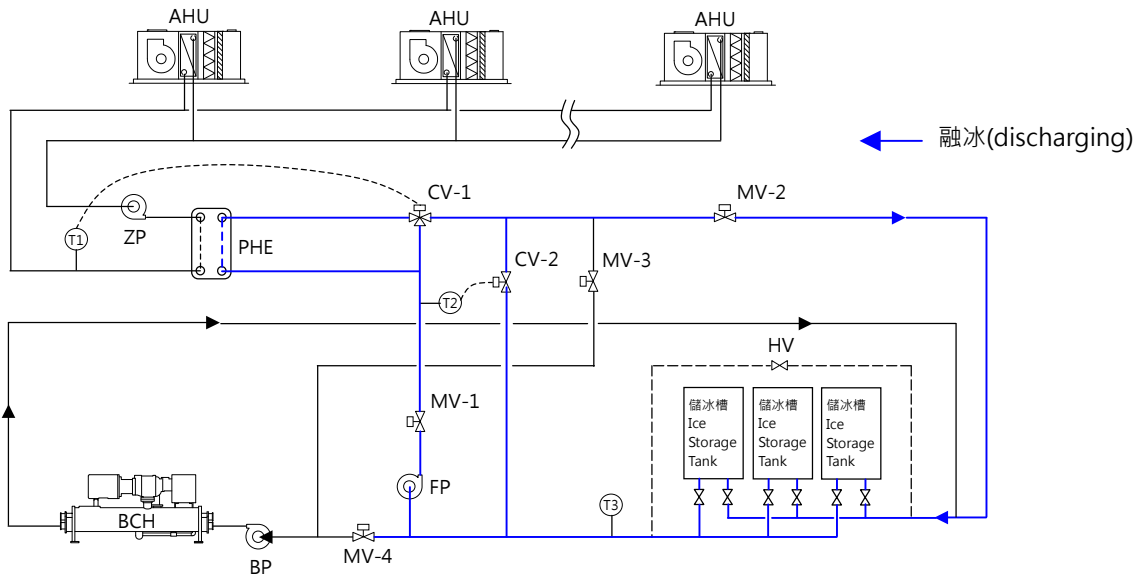 AHU
AHU
AHU
融冰(discharging)
CV-1
MV-2
ZP
T1
PHE
CV-2
MV-3
T2
HV
MV-1
儲冰槽
Ice
Storage
Tank
儲冰槽
Ice
Storage
Tank
儲冰槽
Ice
Storage
Tank
FP
T3
BCH
BP
MV-4